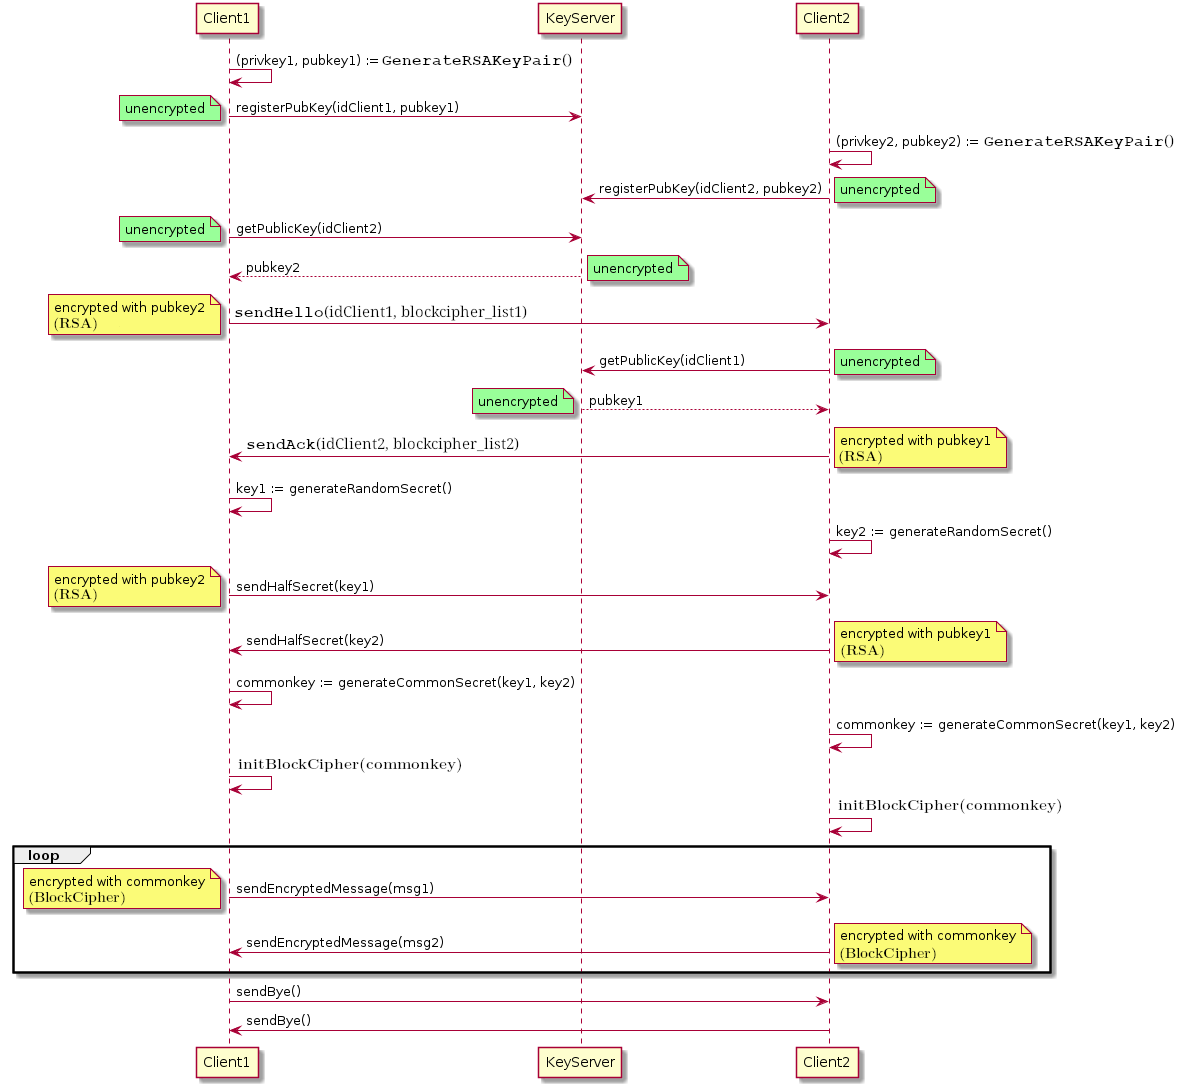 Client1
KeyServer
Client2
(privkey1, pubkey1) := GenerateRSAKeyPair()
unencrypted
registerPubKey(idClient1, pubkey1)
(privkey2, pubkey2) := GenerateRSAKeyPair()
registerPubKey(idClient2, pubkey2)
unencrypted
unencrypted
getPublicKey(idClient2)
pubkey2
unencrypted
encrypted with pubkey2
(RSA)
sendHello(idClient1, blockcipher_list1)
getPublicKey(idClient1)
unencrypted
unencrypted
pubkey1
sendAck(idClient2, blockcipher_list2)
encrypted with pubkey1
(RSA)
key1 := generateRandomSecret()
key2 := generateRandomSecret()
encrypted with pubkey2
(RSA)
sendHalfSecret(key1)
sendHalfSecret(key2)
encrypted with pubkey1
(RSA)
commonkey := generateCommonSecret(key1, key2)
commonkey := generateCommonSecret(key1, key2)
initBlockCipher(commonkey)
initBlockCipher(commonkey)
loop
encrypted with commonkey
(BlockCipher)
sendEncryptedMessage(msg1)
sendEncryptedMessage(msg2)
encrypted with commonkey
(BlockCipher)
sendBye()
sendBye()
Client1
KeyServer
Client2